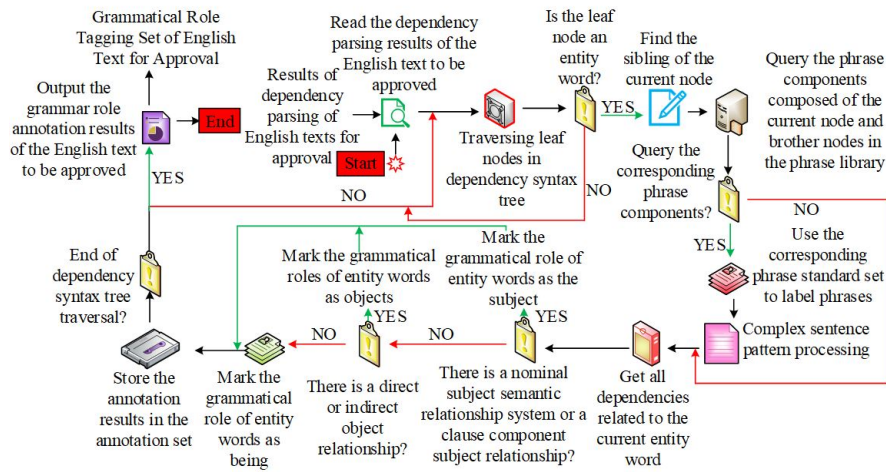 Grammatical Role
Tagging Set of English
Text for Approval
Output the
grammar role
annotation results
of the English text
to be approved
End
YES
Read the dependency
parsing results of the
English text to be
approved
Results of
dependency
parsing of
English texts for
approval
Start
Traversing leaf
nodes in
dependency syntax
tree
Is the leaf
node an
entity word?
YES
NO
Find the
sibling of the
current node
Query the phrase
components
composed of the
current node and
brother nodes in
the phrase library
Query the
corresponding
phrase
components?
NO
YES
Use the
corresponding
phrase standard set
to label phrases
Complex sentence
pattern processing
Get all
dependencies
related to the
current entity
word
There is a nominal
subject semantic
relationship system or a
clause component
subject relationship?
YES
Mark the
grammatical role of
entity words as the
subject
NO
There is a direct
or indirect
object
relationship?
YES
Mark the grammatical
roles of entity words
as objects
NO
Mark the
grammatical
role of entity
words as
being
Store the
annotation
results in the
annotation set
End of
dependency
syntax tree
traversal?
NO